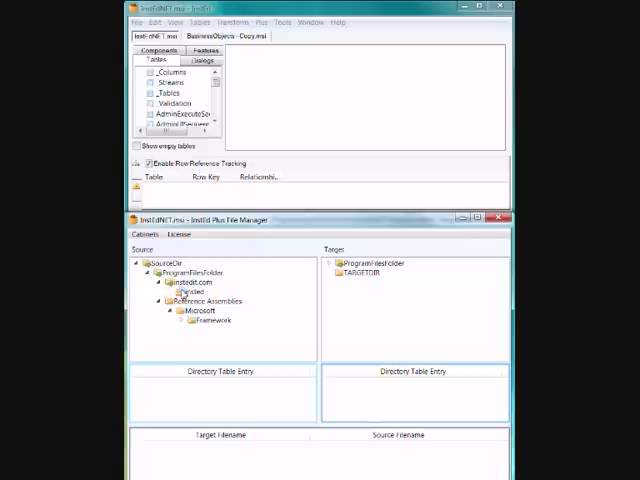 InstEdNET.msi - InstEd
File Edit View Tables Transform Plus Tools Window Help
InstEdNET.msi BusinessObjects - Copy.msi
Components Features
Tables Dialogs
_Columns
_Streams
_Tables
_Validation
AdminExecuteSec
AdminUISequenc
Show empty tables
Enable Row Reference Tracking
Table Row Key Relationshi...
InstEdNET.msi - InstEd Plus File Manager
Cabinets License
Source Target
SourceDir
ProgramFilesFolder
instedit.com
Insted
Reference Assemblies
Microsoft
Framework
ProgramFilesFolder
TARGETDIR
Directory Table Entry Directory Table Entry
Target Filename Source Filename